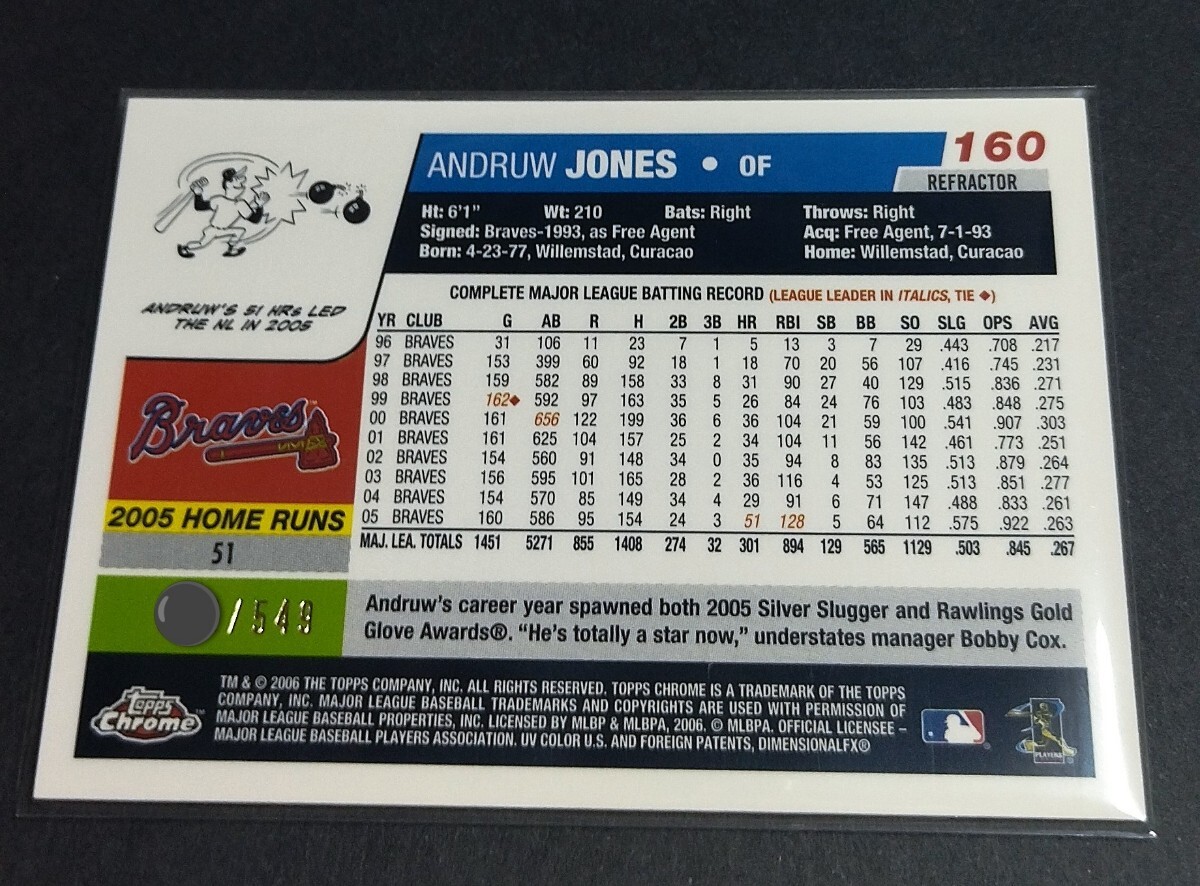 ANDRUW JONES • OF
160
REFRACTOR
Ht: 6'1" Wt: 210 Bats: Right Throws: Right
Signed: Braves-1993, as Free Agent Acq: Free Agent, 7-1-93
Born: 4-23-77, Willemstad, Curacao Home: Willemstad, Curacao
ANDRUW'S 51 HRs LED
THE NL IN 2005
COMPLETE MAJOR LEAGUE BATTING RECORD (LEAGUE LEADER IN ITALICS, TIE ◆)
YR CLUB G AB R H 2B 3B HR RBI SB BB SO SLG OPS AVG
96 BRAVES 31 106 11 23 7 1 5 13 3 7 29 .443 .708 .217
97 BRAVES 153 399 60 92 18 1 18 70 20 56 107 .416 .745 .231
98 BRAVES 159 582 89 158 33 8 31 90 27 40 129 .515 .836 .271
99 BRAVES 162◆ 592 97 163 35 5 26 84 24 76 103 .483 .848 .275
00 BRAVES 161 656 122 199 36 6 36 104 21 59 100 .541 .907 .303
01 BRAVES 161 625 104 157 25 2 34 104 11 56 142 .461 .773 .251
02 BRAVES 154 560 91 148 34 0 35 94 8 83 135 .513 .879 .264
03 BRAVES 156 595 101 165 28 2 36 116 4 53 125 .513 .851 .277
04 BRAVES 154 570 85 149 34 4 29 91 6 71 147 .488 .833 .261
05 BRAVES 160 586 95 154 24 3 51 128 5 64 112 .575 .922 .263
MAJ. LEA. TOTALS 1451 5271 855 1408 274 32 301 894 129 565 1129 .503 .845 .267
Braves
2005 HOME RUNS
51
/549
Andruw's career year spawned both 2005 Silver Slugger and Rawlings Gold
Glove Awards®. "He's totally a star now," understates manager Bobby Cox.
Topps
Chrome™
TM & © 2006 THE TOPPS COMPANY, INC. ALL RIGHTS RESERVED. TOPPS CHROME IS A TRADEMARK OF THE TOPPS
COMPANY, INC. MAJOR LEAGUE BASEBALL TRADEMARKS AND COPYRIGHTS ARE USED WITH PERMISSION OF
MAJOR LEAGUE BASEBALL PROPERTIES, INC. LICENSED BY MLBP & MLBPA, 2006. © MLBPA. OFFICIAL LICENSEE –
MAJOR LEAGUE BASEBALL PLAYERS ASSOCIATION. UV COLOR U.S. AND FOREIGN PATENTS, DIMENSIONALFX®
PLAYERS